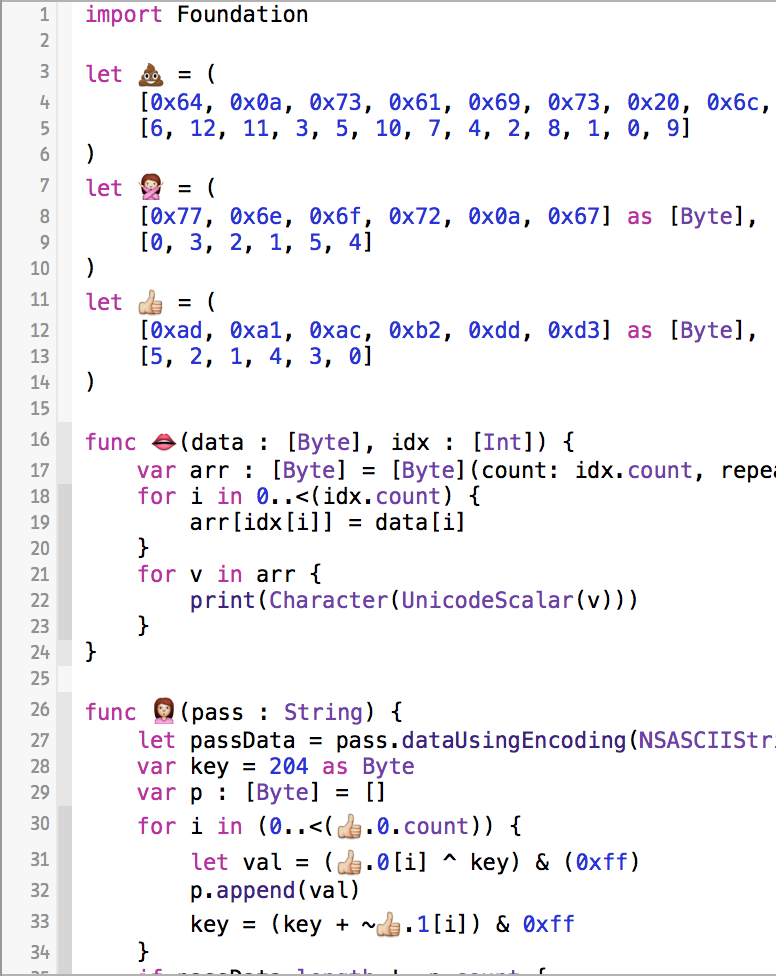 1 import Foundation
2
3 let 💩 = (
4 [0x64, 0x0a, 0x73, 0x61, 0x69, 0x73, 0x20, 0x6c,
5 [6, 12, 11, 3, 5, 10, 7, 4, 2, 8, 1, 0, 9]
6 )
7 let 🙅 = (
8 [0x77, 0x6e, 0x6f, 0x72, 0x0a, 0x67] as [Byte],
9 [0, 3, 2, 1, 5, 4]
10 )
11 let 👍 = (
12 [0xad, 0xa1, 0xac, 0xb2, 0xdd, 0xd3] as [Byte],
13 [5, 2, 1, 4, 3, 0]
14 )
15
16 func 👄(data : [Byte], idx : [Int]) {
17 var arr : [Byte] = [Byte](count: idx.count, repea
18 for i in 0..<(idx.count) {
19 arr[idx[i]] = data[i]
20 }
21 for v in arr {
22 print(Character(UnicodeScalar(v)))
23 }
24 }
25
26 func 🙎(pass : String) {
27 let passData = pass.dataUsingEncoding(NSASCIIStri
28 var key = 204 as Byte
29 var p : [Byte] = []
30 for i in (0..<(👍.0.count)) {
31 let val = (👍.0[i] ^ key) & (0xff)
32 p.append(val)
33 key = (key + ~👍.1[i]) & 0xff
34 }